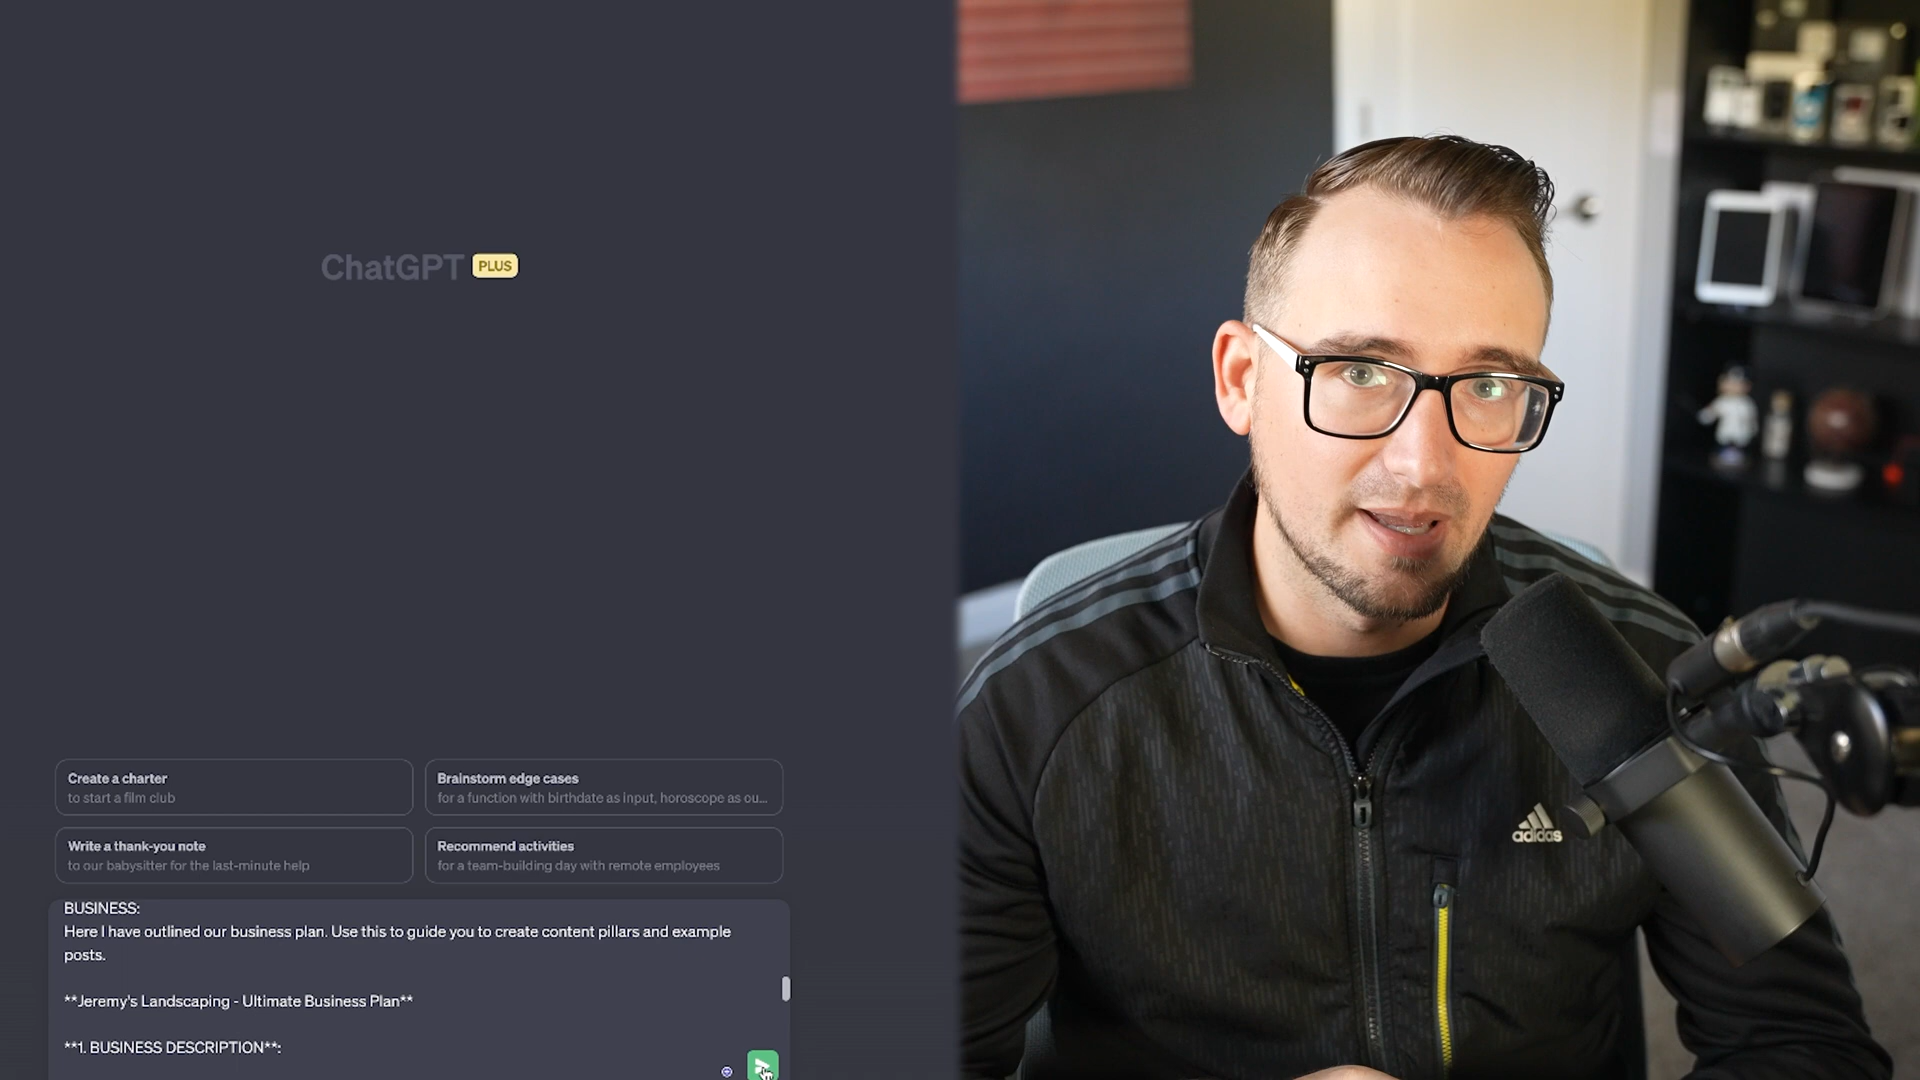 ChatGPT PLUS
Create a charter
to start a film club
Brainstorm edge cases
for a function with birthdate as input, horoscope as ou...
Write a thank-you note
to our babysitter for the last-minute help
Recommend activities
for a team-building day with remote employees
BUSINESS:
Here I have outlined our business plan. Use this to guide you to create content pillars and example
posts.
**Jeremy's Landscaping - Ultimate Business Plan**
**1. BUSINESS DESCRIPTION**:
adidas